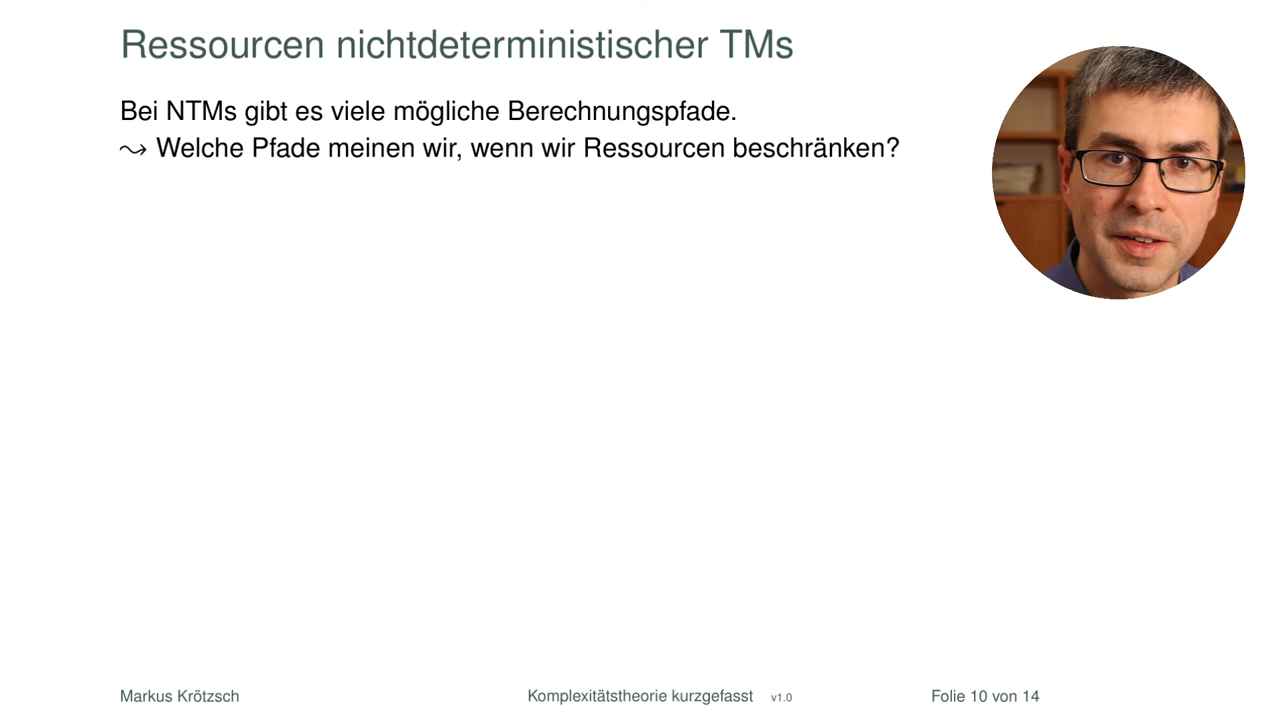 Ressourcen nichtdeterministischer TMs
Bei NTMs gibt es viele mögliche Berechnungspfade.
⤳ Welche Pfade meinen wir, wenn wir Ressourcen beschränken?
Markus Krötzsch Komplexitätstheorie kurzgefasst v1.0 Folie 10 von 14